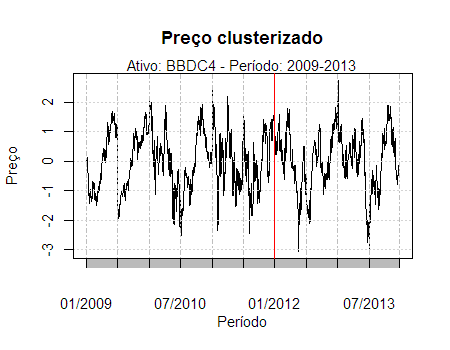 Preço clusterizado
Ativo: BBDC4 - Período: 2009-2013
Preço
2
1
0
-1
-2
-3
01/2009 07/2010 01/2012 07/2013
Período